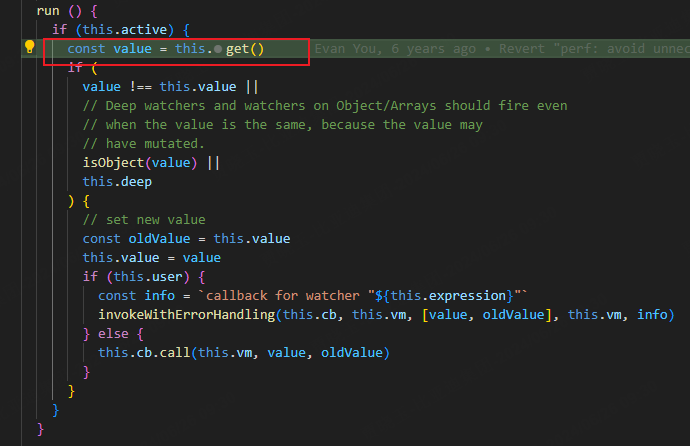 run () {
if (this.active) {
const value = this.get() Evan You, 6 years ago • Revert "perf: avoid unnec
if (
value !== this.value ||
// Deep watchers and watchers on Object/Arrays should fire even
// when the value is the same, because the value may
// have mutated.
isObject(value) ||
this.deep
) {
// set new value
const oldValue = this.value
this.value = value
if (this.user) {
const info = `callback for watcher "${this.expression}"`
invokeWithErrorHandling(this.cb, this.vm, [value, oldValue], this.vm, info)
} else {
this.cb.call(this.vm, value, oldValue)
}
}
}
}